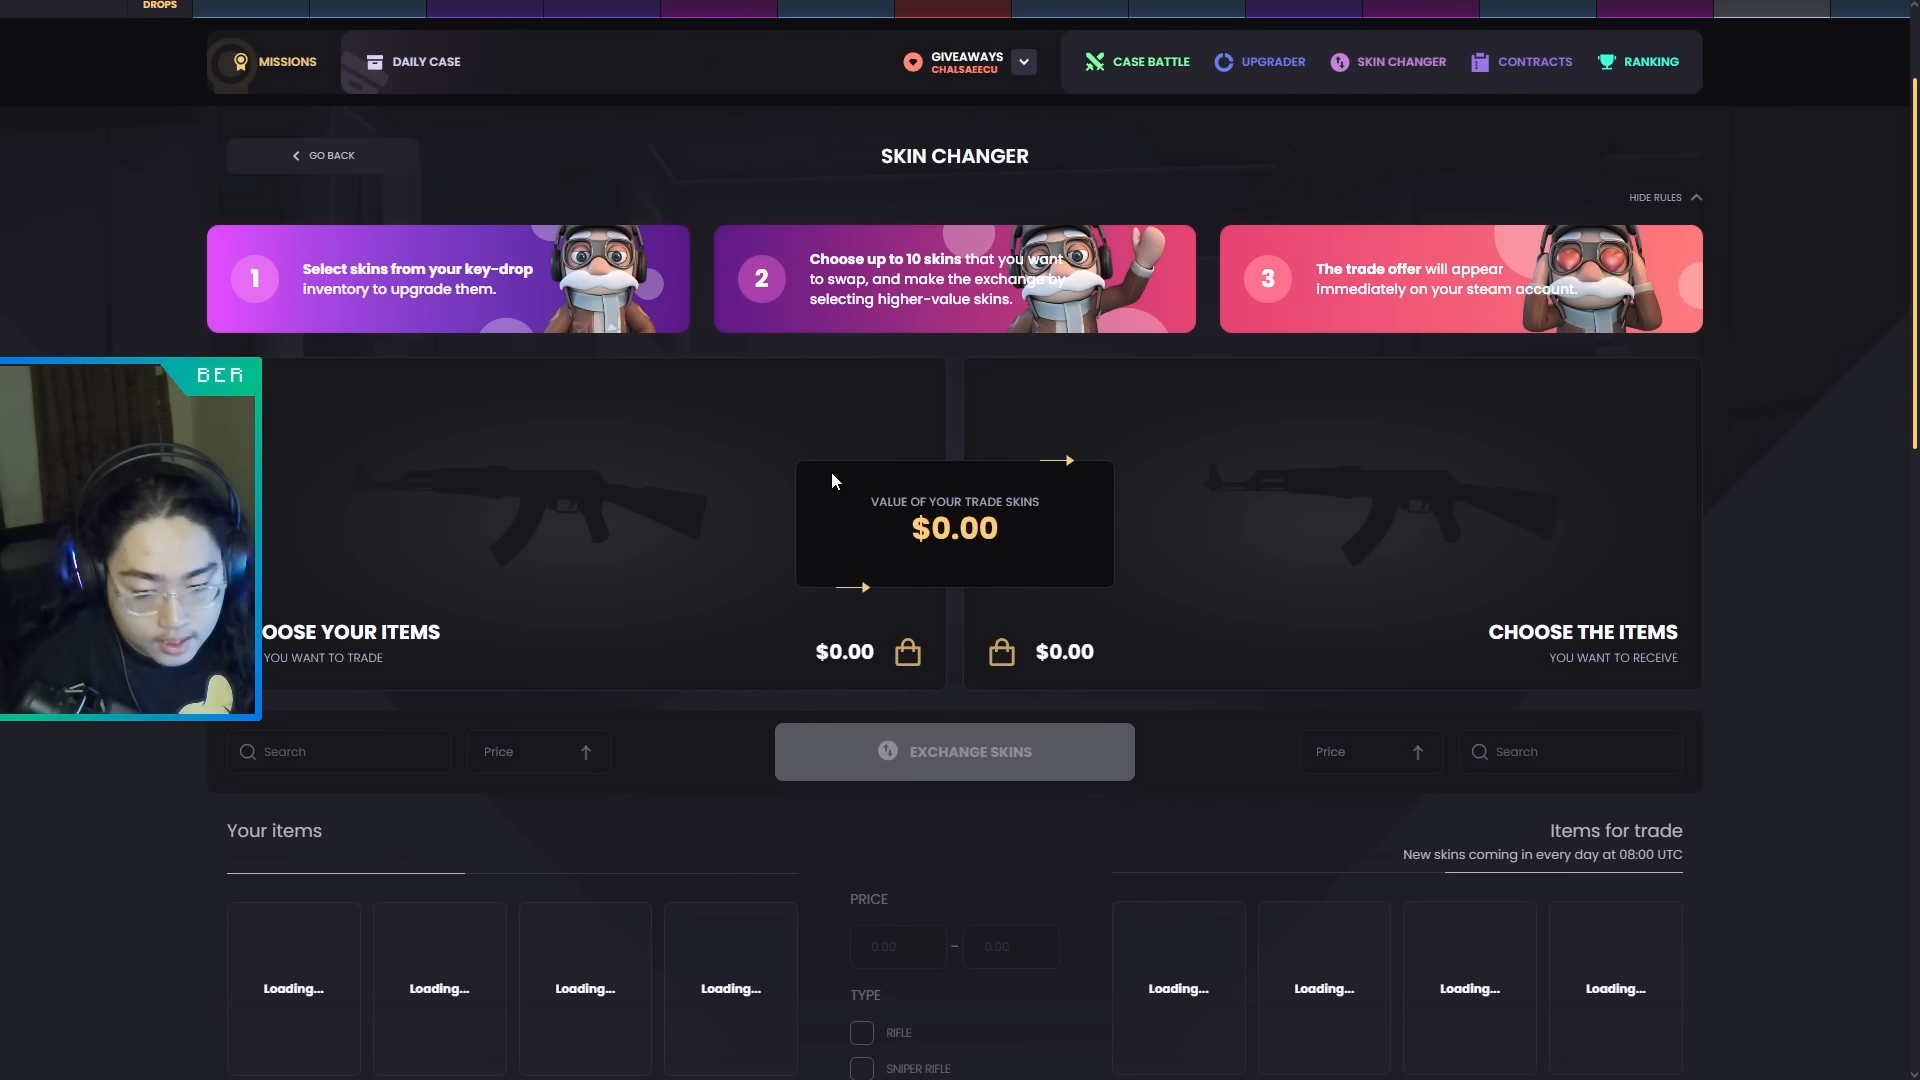 DROPS
MISSIONS
DAILY CASE
GIVEAWAYS
CHALSAEECU
CASE BATTLE
UPGRADER
SKIN CHANGER
CONTRACTS
RANKING
GO BACK
SKIN CHANGER
HIDE RULES
1
Select skins from your key-drop
inventory to upgrade them.
2
Choose up to 10 skins that you want
to swap, and make the exchange by
selecting higher-value skins.
3
The trade offer will appear
immediately on your steam account.
BER
VALUE OF YOUR TRADE SKINS
$0.00
OOSE YOUR ITEMS
YOU WANT TO TRADE
$0.00
$0.00
CHOOSE THE ITEMS
YOU WANT TO RECEIVE
Search
Price
EXCHANGE SKINS
Price
Search
Your items
Items for trade
New skins coming in every day at 08:00 UTC
Loading...
Loading...
Loading...
Loading...
PRICE
0.00
-
0.00
TYPE
RIFLE
SNIPER RIFLE
Loading...
Loading...
Loading...
Loading...